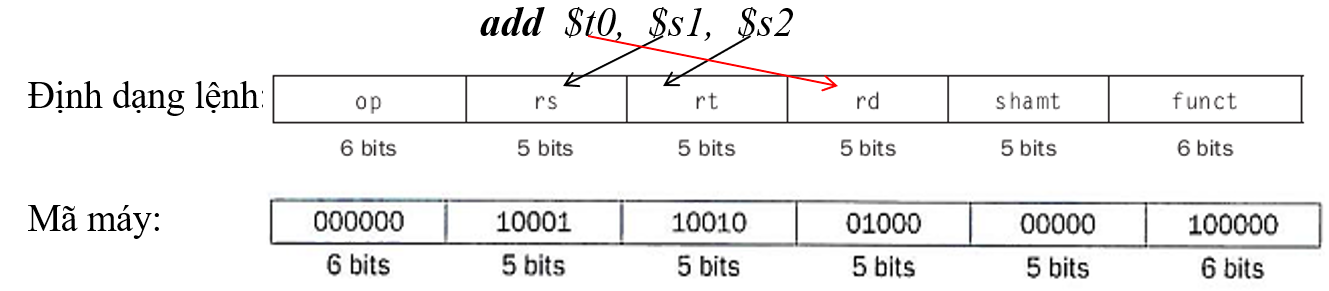 add $t0, $s1, $s2
Định dạng lệnh: op rs rt rd shamt funct
6 bits 5 bits 5 bits 5 bits 5 bits 6 bits
Mã máy: 000000 10001 10010 01000 00000 100000
6 bits 5 bits 5 bits 5 bits 5 bits 6 bits